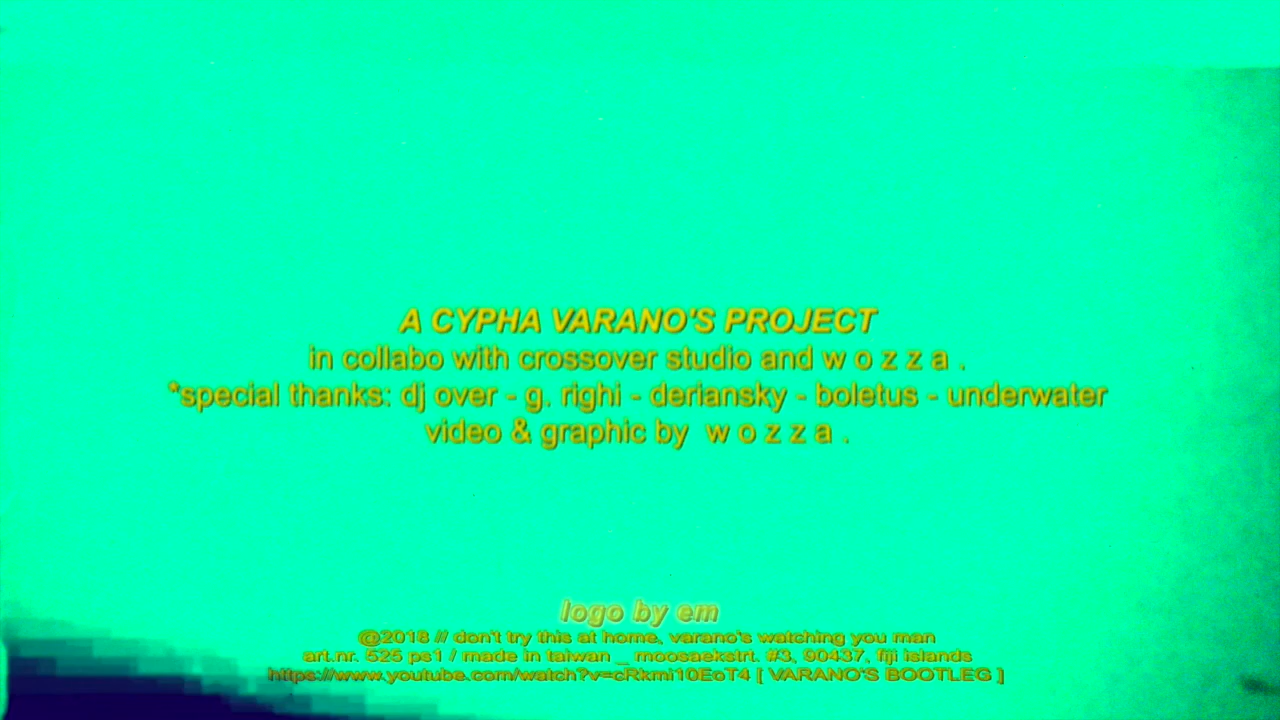 A CYPHA VARANO'S PROJECT
in collabo with crossover studio and w o z z a .
*special thanks: dj over - g. righi - deriansky - boletus - underwater
video & graphic by w o z z a .
logo by em
@2018 // don't try this at home, varano's watching you man
art.nr. 525 ps1 / made in taiwan _ moosaekstrt. #3, 90437, fiji islands
https://www.youtube.com/watch?v=cRkmi10EoT4 [ VARANO'S BOOTLEG ]